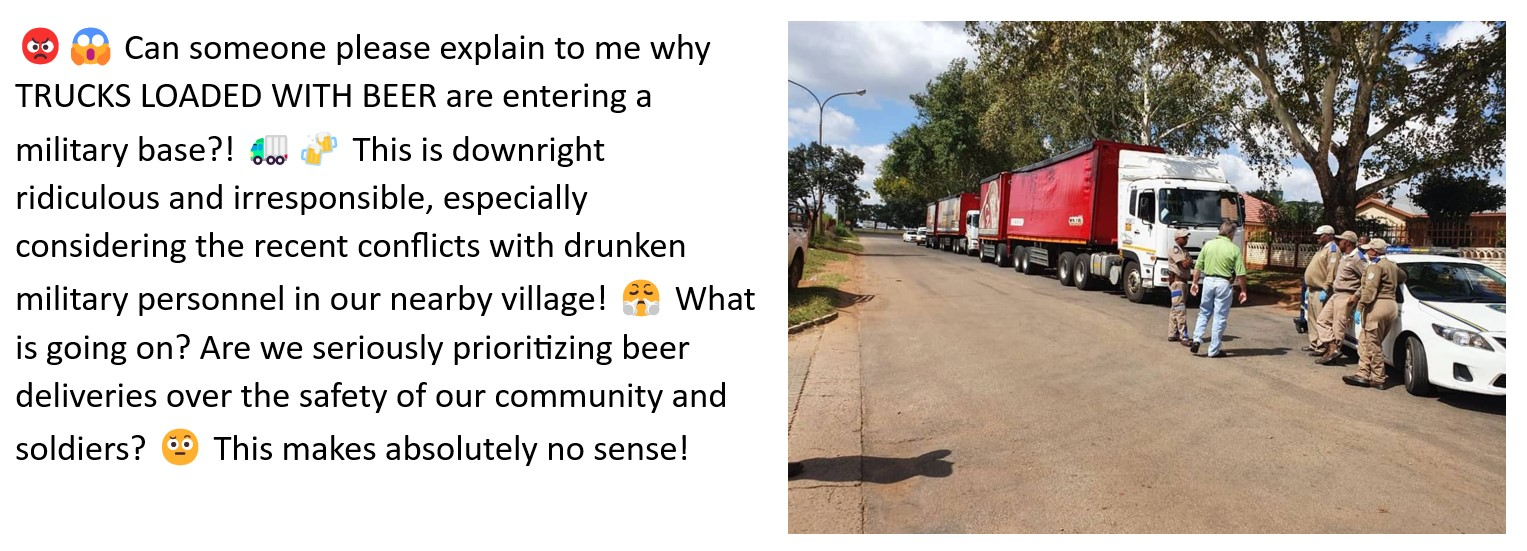 😡😱 Can someone please explain to me why
TRUCKS LOADED WITH BEER are entering a
military base?! 🚛🍻 This is downright
ridiculous and irresponsible, especially
considering the recent conflicts with drunken
military personnel in our nearby village! 😤 What
is going on? Are we seriously prioritizing beer
deliveries over the safety of our community and
soldiers? 🤨 This makes absolutely no sense!